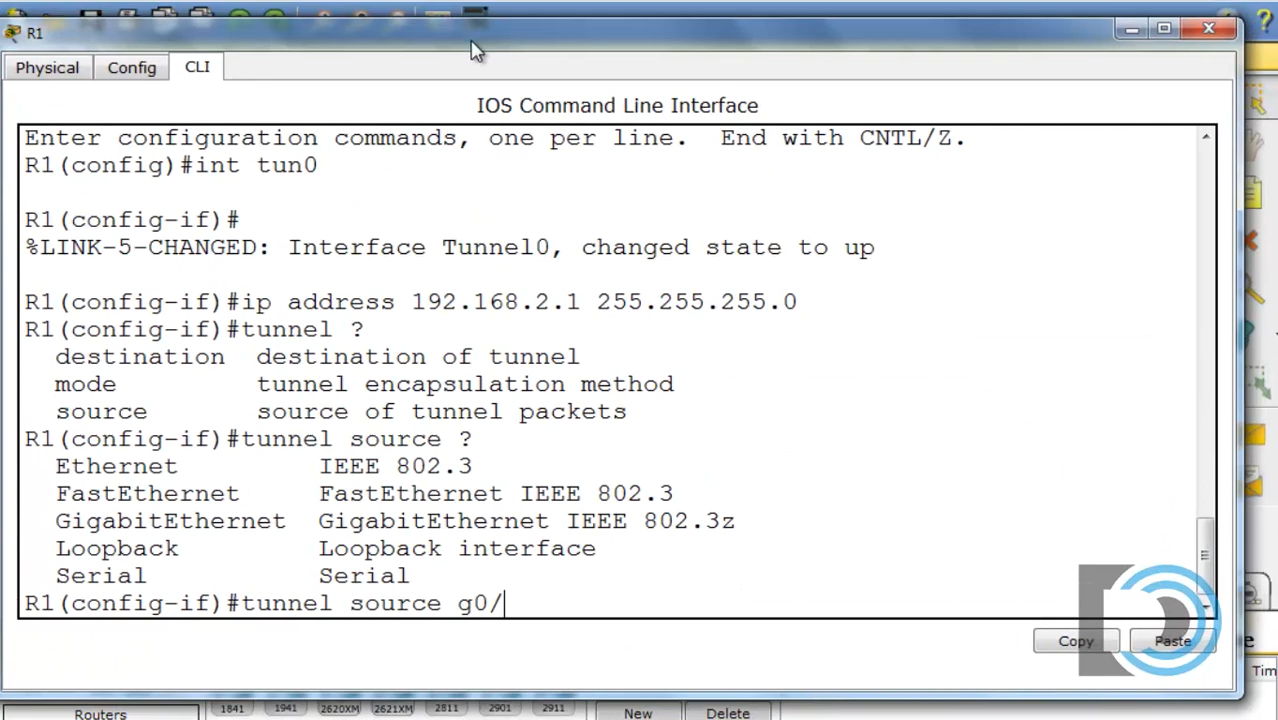 R1
Physical
Config
CLI
IOS Command Line Interface
Enter configuration commands, one per line.  End with CNTL/Z.
R1(config)#int tun0
R1(config-if)#
%LINK-5-CHANGED: Interface Tunnel0, changed state to up
R1(config-if)#ip address 192.168.2.1 255.255.255.0
R1(config-if)#tunnel ?
destination  destination of tunnel
mode         tunnel encapsulation method
source       source of tunnel packets
R1(config-if)#tunnel source ?
Ethernet         IEEE 802.3
FastEthernet     FastEthernet IEEE 802.3
GigabitEthernet  GigabitEthernet IEEE 802.3z
Loopback         Loopback interface
Serial           Serial
R1(config-if)#tunnel source g0/
Copy
Paste
Tim
Routers
1841
1941
2620XM
2621XM
2811
2901
2911
New
Delete